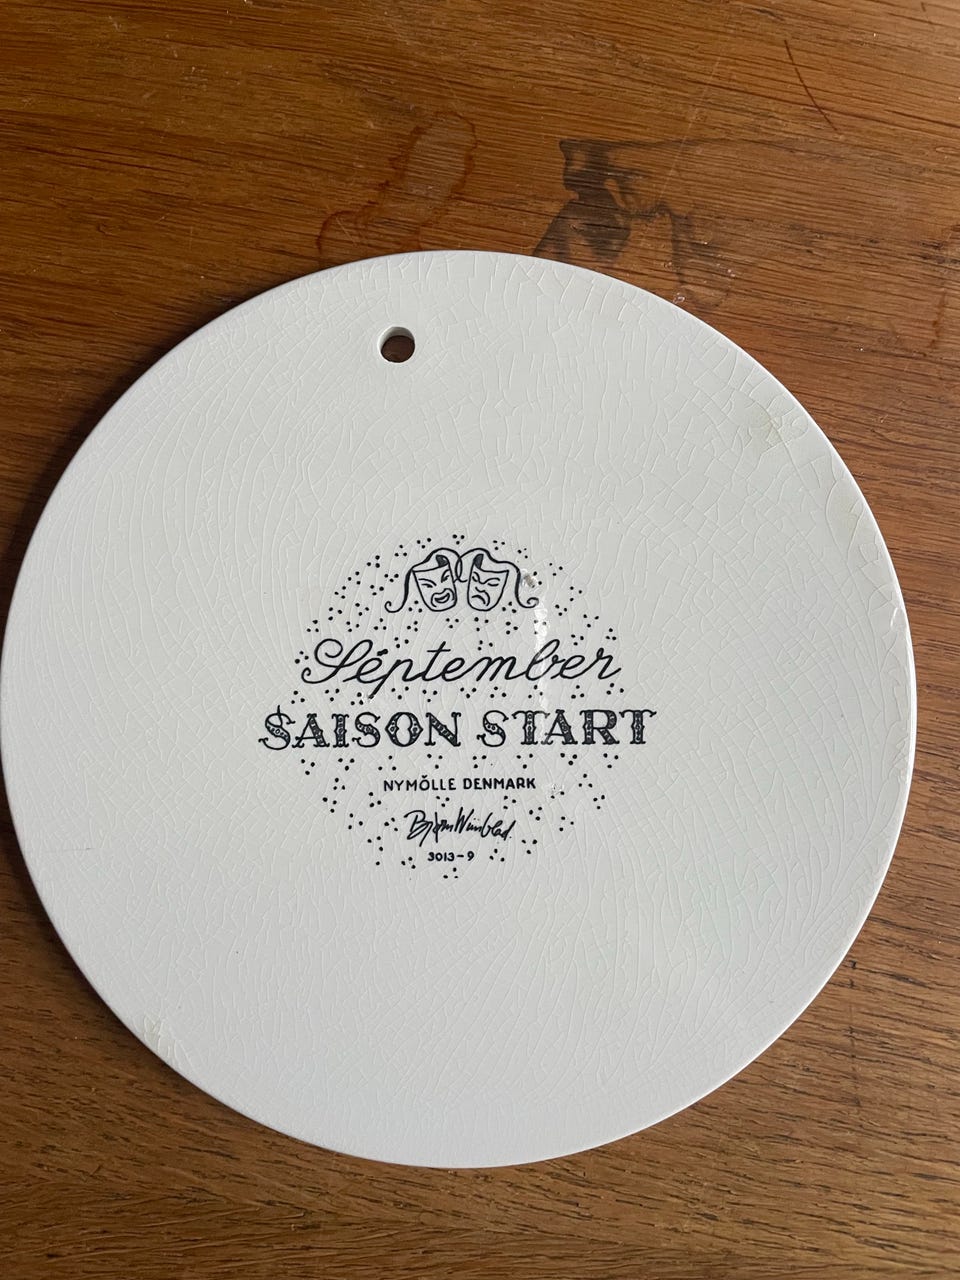 September
SAISON START
NYMÖLLE DENMARK
Bjørn Wiinblad.
3013-9